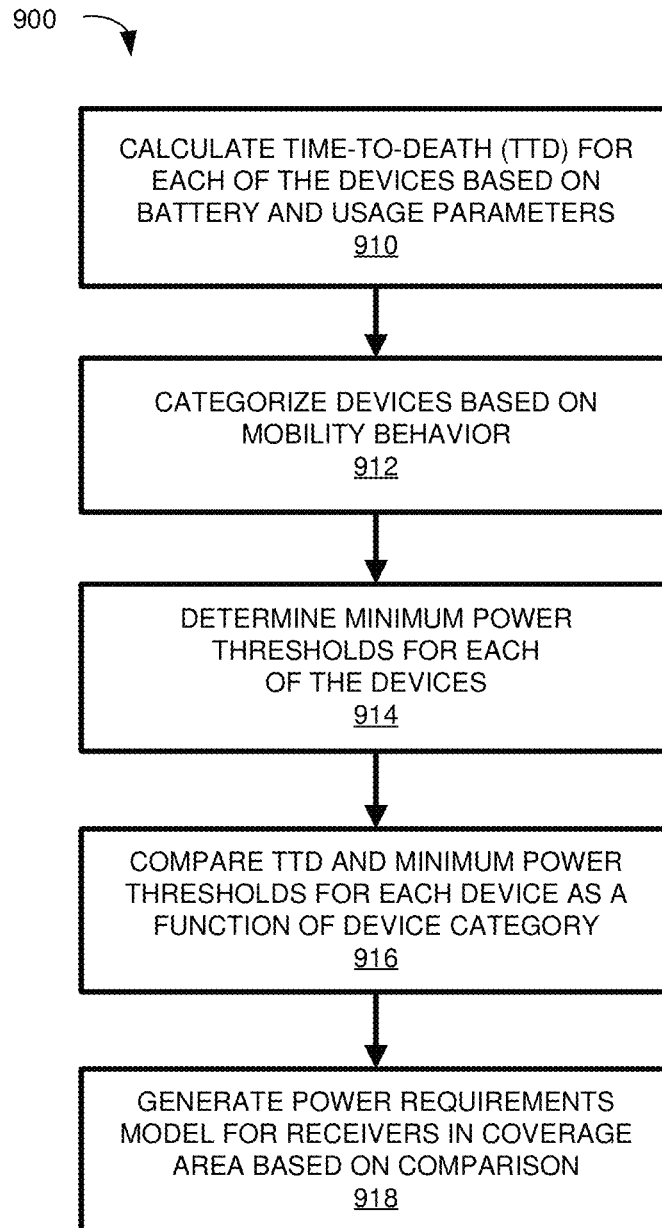 900
CALCULATE TIME-TO-DEATH (TTD) FOR
EACH OF THE DEVICES BASED ON
BATTERY AND USAGE PARAMETERS
910
CATEGORIZE DEVICES BASED ON
MOBILITY BEHAVIOR
912
DETERMINE MINIMUM POWER
THRESHOLDS FOR EACH
OF THE DEVICES
914
COMPARE TTD AND MINIMUM POWER
THRESHOLDS FOR EACH DEVICE AS A
FUNCTION OF DEVICE CATEGORY
916
GENERATE POWER REQUIREMENTS
MODEL FOR RECEIVERS IN COVERAGE
AREA BASED ON COMPARISON
918